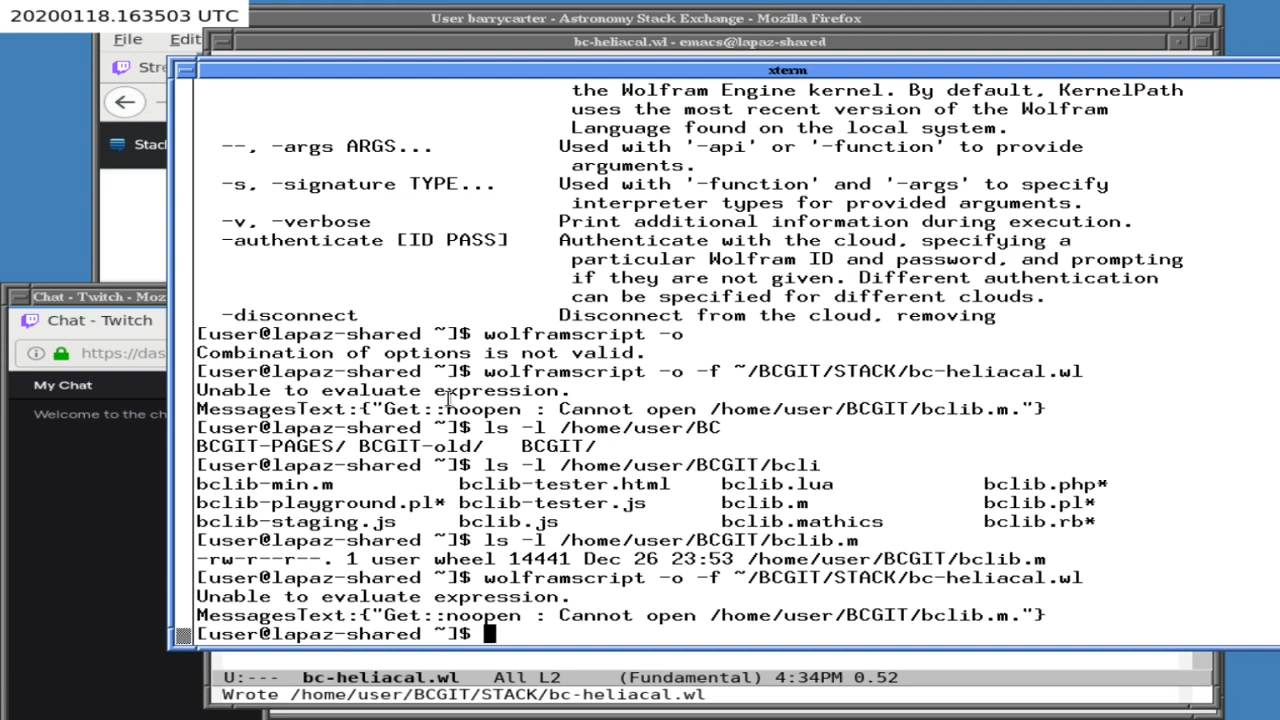 20200118.163503 UTC
User barrycarter - Astronomy Stack Exchange - Mozilla Firefox
File Edit
bc-heliacal.wl - emacs@lapaz-shared
Stre
xterm
Stac
the Wolfram Engine kernel. By default, KernelPath
uses the most recent version of the Wolfram
Language found on the local system.
--, -args ARGS... Used with '-api' or '-function' to provide
arguments.
-s, -signature TYPE... Used with '-function' and '-args' to specify
interpreter types for provided arguments.
-v, -verbose Print additional information during execution.
-authenticate [ID PASS] Authenticate with the cloud, specifying a
particular Wolfram ID and password, and prompting
if they are not given. Different authentication
can be specified for different clouds.
-disconnect Disconnect from the cloud, removing
[user@lapaz-shared ~]$ wolframscript -o
Combination of options is not valid.
[user@lapaz-shared ~]$ wolframscript -o -f ~/BCGIT/STACK/bc-heliacal.wl
Unable to evaluate expression.
MessagesText:{"Get::noopen : Cannot open /home/user/BCGIT/bclib.m."}
[user@lapaz-shared ~]$ ls -l /home/user/BC
BCGIT-PAGES/ BCGIT-old/ BCGIT/
[user@lapaz-shared ~]$ ls -l /home/user/BCGIT/bcli
bclib-min.m bclib-tester.html bclib.lua bclib.php*
bclib-playground.pl* bclib-tester.js bclib.m bclib.pl*
bclib-staging.js bclib.js bclib.mathics bclib.rb*
[user@lapaz-shared ~]$ ls -l /home/user/BCGIT/bclib.m
-rw-r--r--. 1 user wheel 14441 Dec 26 23:53 /home/user/BCGIT/bclib.m
[user@lapaz-shared ~]$ wolframscript -o -f ~/BCGIT/STACK/bc-heliacal.wl
Unable to evaluate expression.
MessagesText:{"Get::noopen : Cannot open /home/user/BCGIT/bclib.m."}
[user@lapaz-shared ~]$
Chat - Twitch - Moz
Chat - Twitch
https://das
My Chat
Welcome to the ch
U:--- bc-heliacal.wl All L2 (Fundamental) 4:34PM 0.52
Wrote /home/user/BCGIT/STACK/bc-heliacal.wl